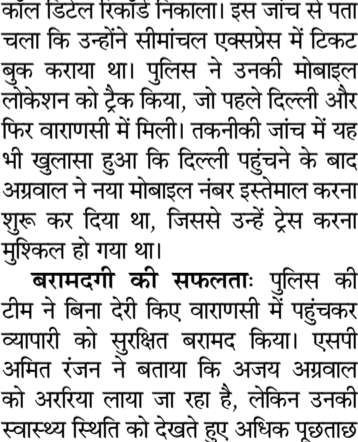 कॉल डिटेल रिकॉर्ड निकाला। इस जांच से पता
चला कि उन्होंने सीमांचल एक्सप्रेस में टिकट
बुक कराया था। पुलिस ने उनकी मोबाइल
लोकेशन को ट्रैक किया, जो पहले दिल्ली और
फिर वाराणसी में मिली। तकनीकी जांच में यह
भी खुलासा हुआ कि दिल्ली पहुंचने के बाद
अग्रवाल ने नया मोबाइल नंबर इस्तेमाल करना
शुरू कर दिया था, जिससे उन्हें ट्रेस करना
मुश्किल हो गया था।
बरामदगी की सफलताः पुलिस की
टीम ने बिना देरी किए वाराणसी में पहुंचकर
व्यापारी को सुरक्षित बरामद किया। एसपी
अमित रंजन ने बताया कि अजय अग्रवाल
को अररिया लाया जा रहा है, लेकिन उनकी
स्वास्थ्य स्थिति को देखते हुए अधिक पूछताछ